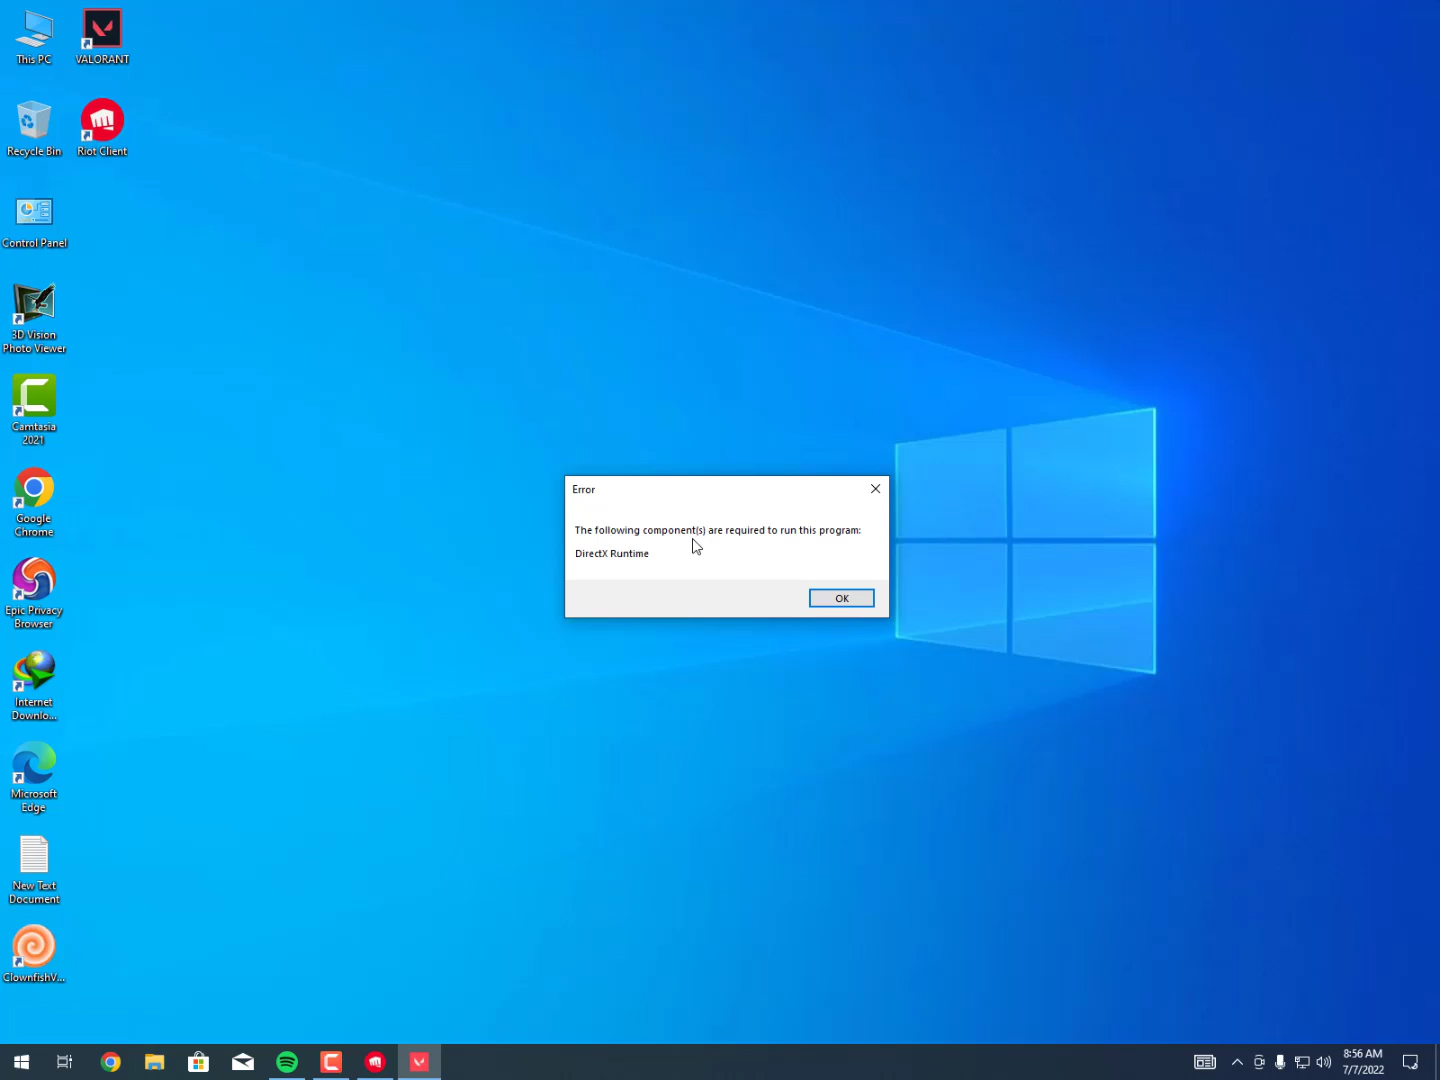 This PC
VALORANT
Recycle Bin
Riot Client
Control Panel
3D Vision
Photo Viewer
Camtasia
2021
Google
Chrome
Epic Privacy
Browser
Internet
Downlo...
Microsoft
Edge
New Text
Document
ClownfishV...
Error
The following component(s) are required to run this program:
DirectX Runtime
OK
8:56 AM
7/7/2022